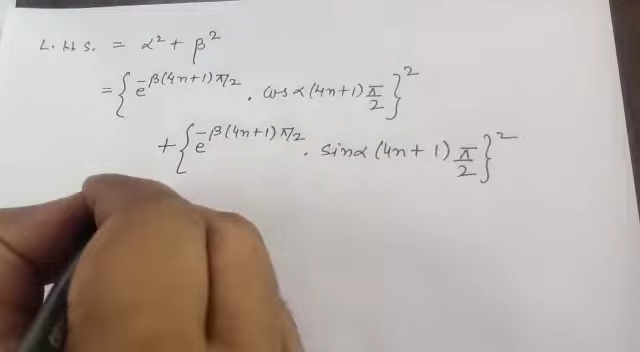 L.H.S. = α² + β²
= {e^{-β(4n+1)π/2} . cos α (4n+1) π/2}²
+ {e^{-β(4n+1)π/2} . sin α (4n+1) π/2}²